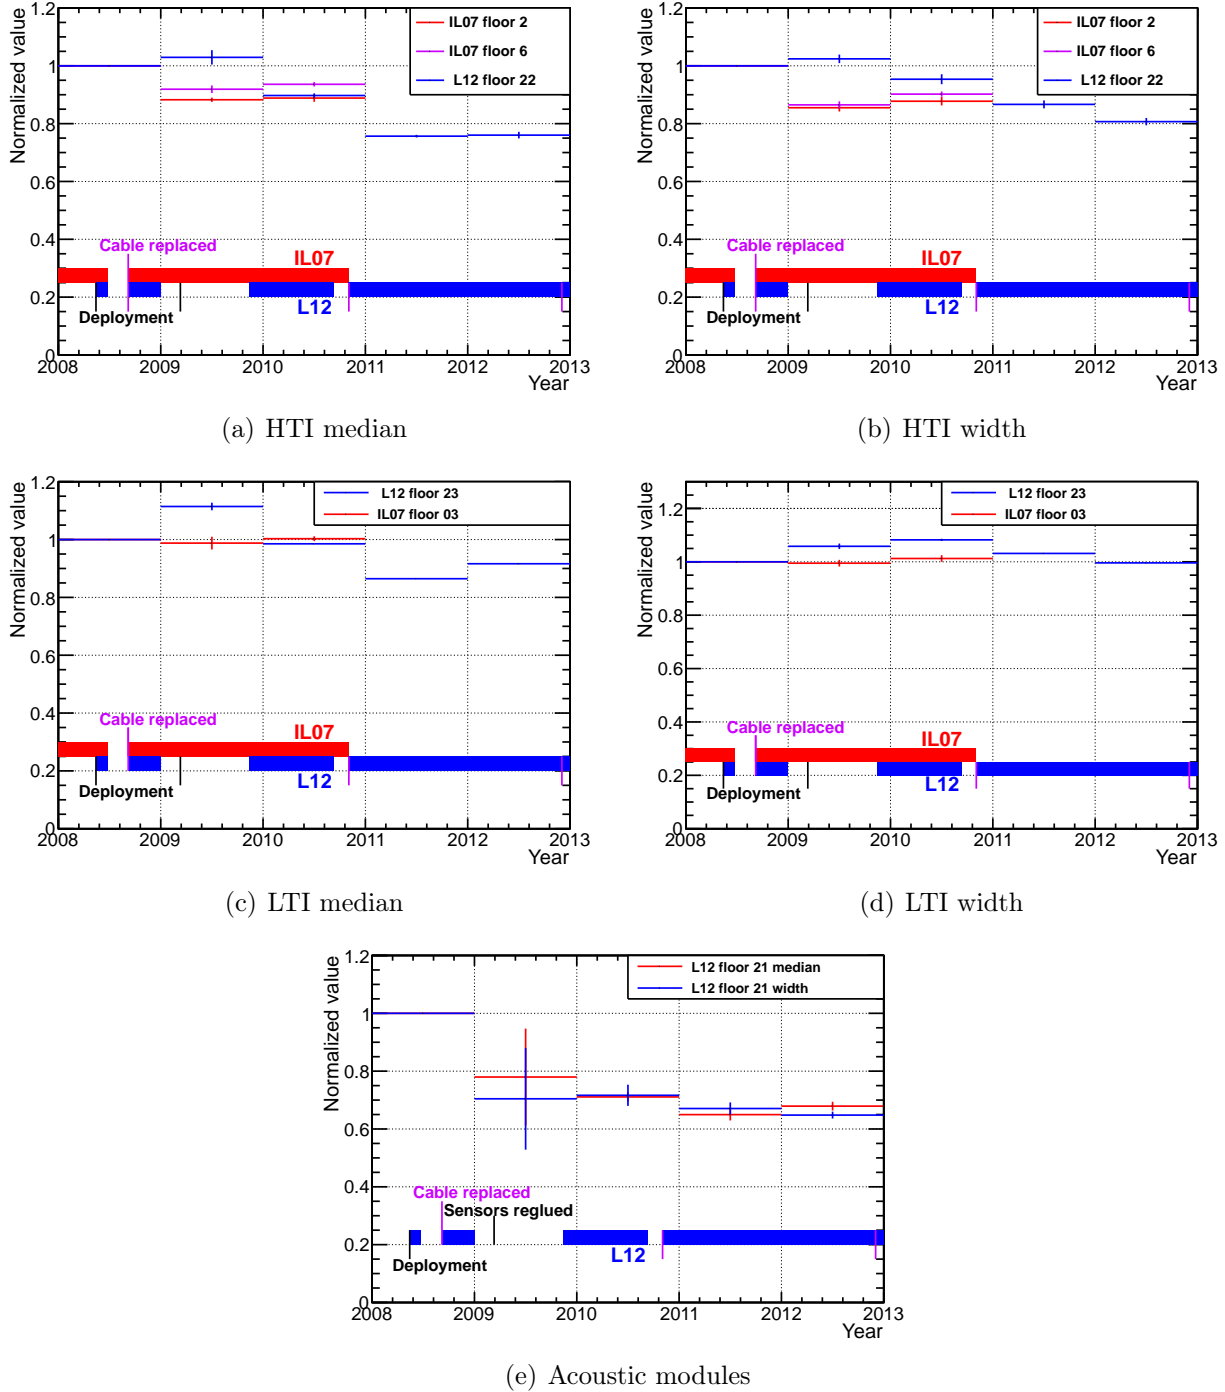 1.2
1
0.8
0.6
0.4
0.2
0
Normalized value
IL07 floor 2
IL07 floor 6
L12 floor 22
Cable replaced
IL07
L12
Deployment
2008 2009 2010 2011 2012 2013
Year
(a) HTI median
1.2
1
0.8
0.6
0.4
0.2
0
Normalized value
IL07 floor 2
IL07 floor 6
L12 floor 22
Cable replaced
IL07
L12
Deployment
2008 2009 2010 2011 2012 2013
Year
(b) HTI width
1.2
1
0.8
0.6
0.4
0.2
0
Normalized value
L12 floor 23
IL07 floor 03
Cable replaced
IL07
L12
Deployment
2008 2009 2010 2011 2012 2013
Year
(c) LTI median
1.2
1
0.8
0.6
0.4
0.2
0
Normalized value
L12 floor 23
IL07 floor 03
Cable replaced
IL07
L12
Deployment
2008 2009 2010 2011 2012 2013
Year
(d) LTI width
1.2
1
0.8
0.6
0.4
0.2
0
Normalized value
L12 floor 21 median
L12 floor 21 width
Cable replaced
Sensors reglued
L12
Deployment
2008 2009 2010 2011 2012 2013
Year
(e) Acoustic modules